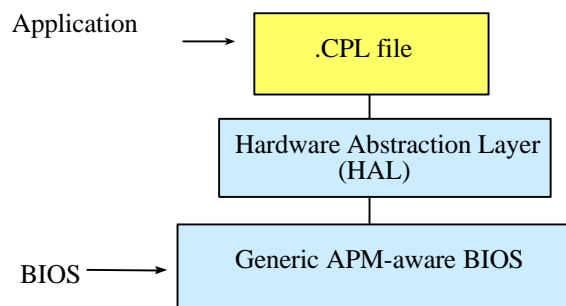 Application
.CPL file
Hardware Abstraction Layer
(HAL)
Generic APM-aware BIOS
BIOS